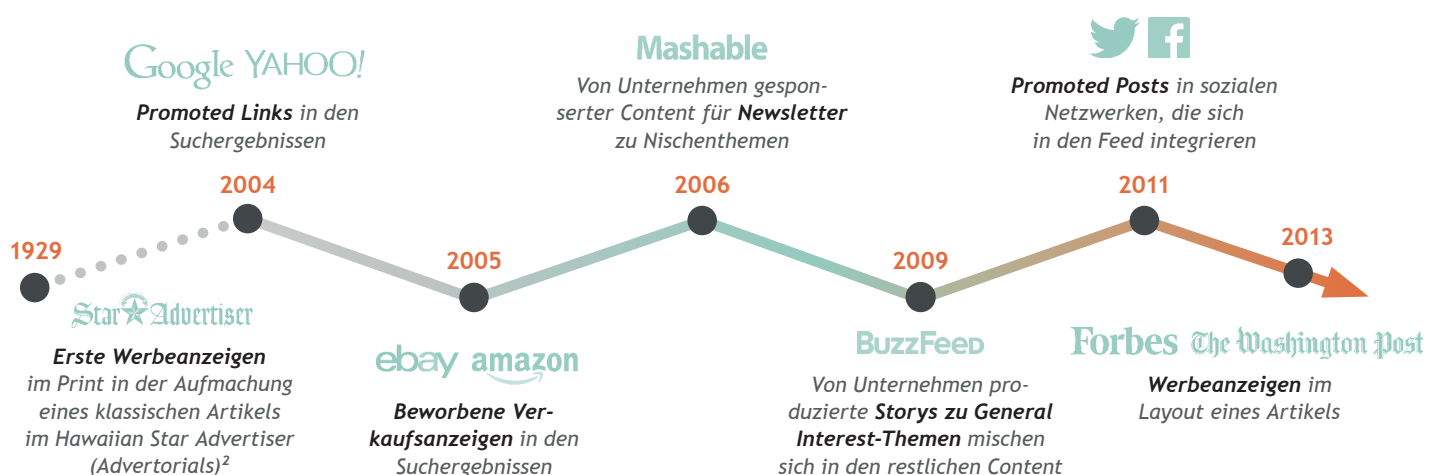 Google YAHOO!
Promoted Links in den
Suchergebnissen
Mashable
Von Unternehmen gespon-
serter Content für Newsletter
zu Nischenthemen
Promoted Posts in sozialen
Netzwerken, die sich
in den Feed integrieren
1929
2004
2005
2006
2009
2011
2013
Star Advertiser
Erste Werbeanzeigen
im Print in der Aufmachung
eines klassischen Artikels
im Hawaiian Star Advertiser
(Advertorials)²
ebay amazon
Beworbene Ver-
kaufsanzeigen in den
Suchergebnissen
BuzzFeed
Von Unternehmen pro-
duzierte Storys zu General
Interest-Themen mischen
sich in den restlichen Content
Forbes The Washington Post
Werbeanzeigen im
Layout eines Artikels